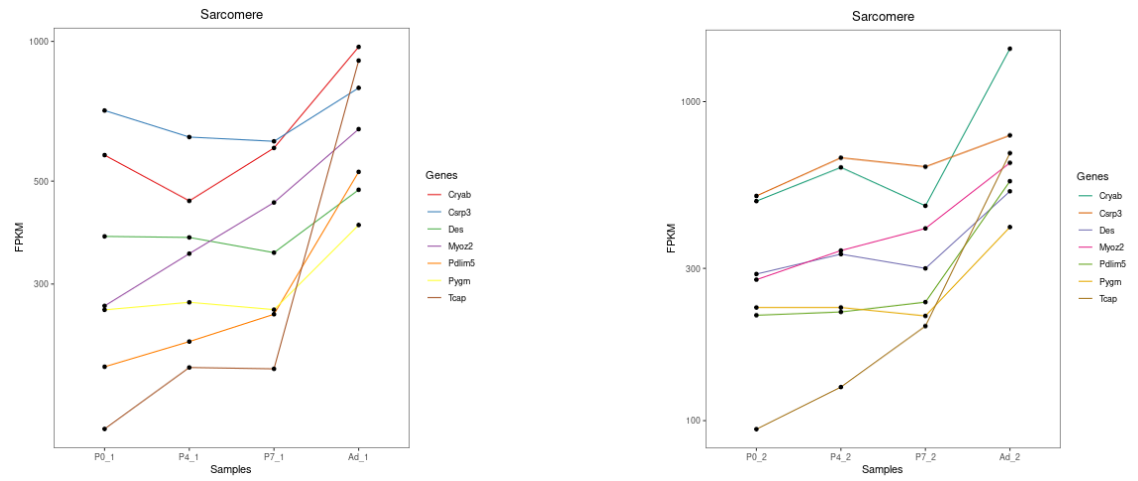 Sarcomere
1000
500
300
FPKM
P0_1 P4_1 P7_1 Ad_1
Samples
Genes
Cryab
Csrp3
Des
Myoz2
Pdlim5
Pygm
Tcap
Sarcomere
1000
300
100
FPKM
P0_2 P4_2 P7_2 Ad_2
Samples
Genes
Cryab
Csrp3
Des
Myoz2
Pdlim5
Pygm
Tcap